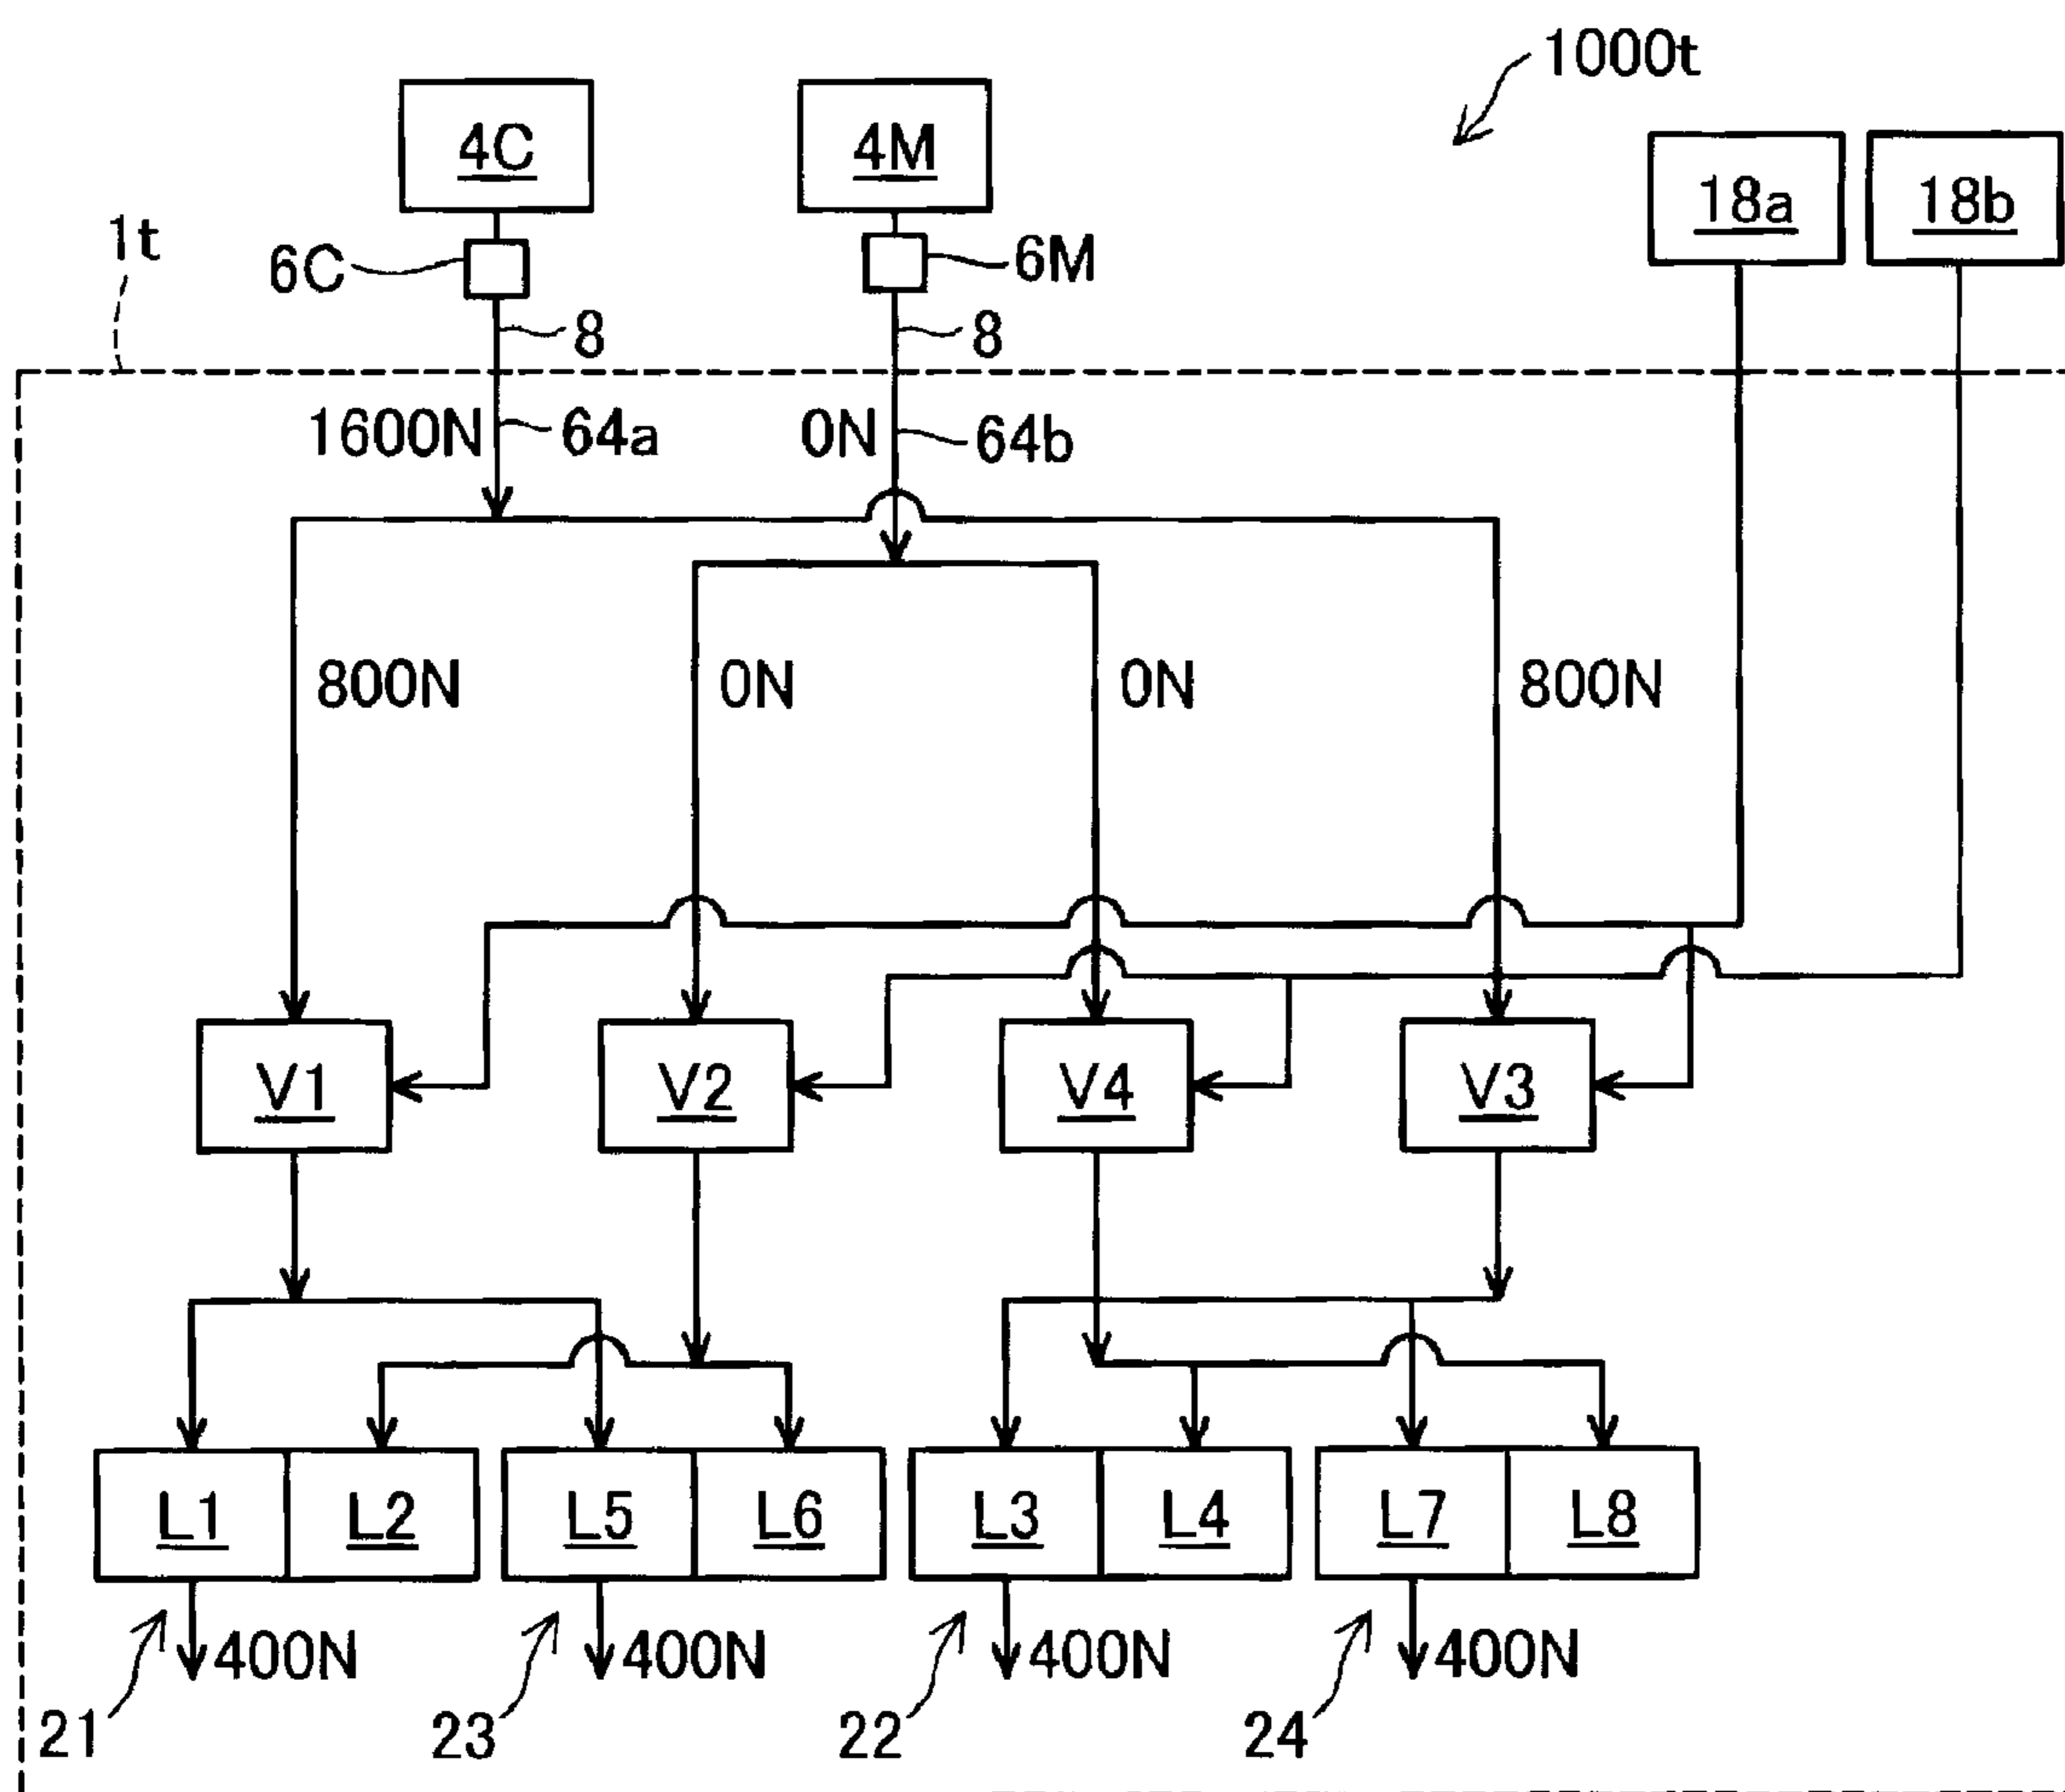 1000t
4C 4M
18a 18b
1t
6C 6M
8 8
1600N 64a 0N 64b
800N 0N 0N 800N
V1 V2 V4 V3
L1 L2 L5 L6 L3 L4 L7 L8
400N 400N 400N 400N
21 23 22 24